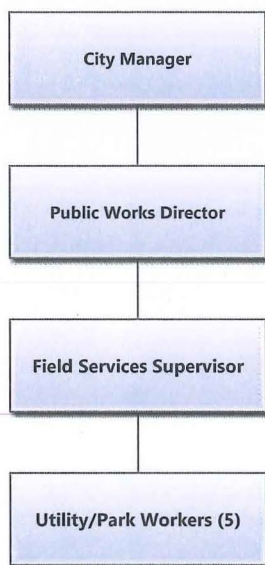 City Manager
Public Works Director
Field Services Supervisor
Utility/Park Workers (5)